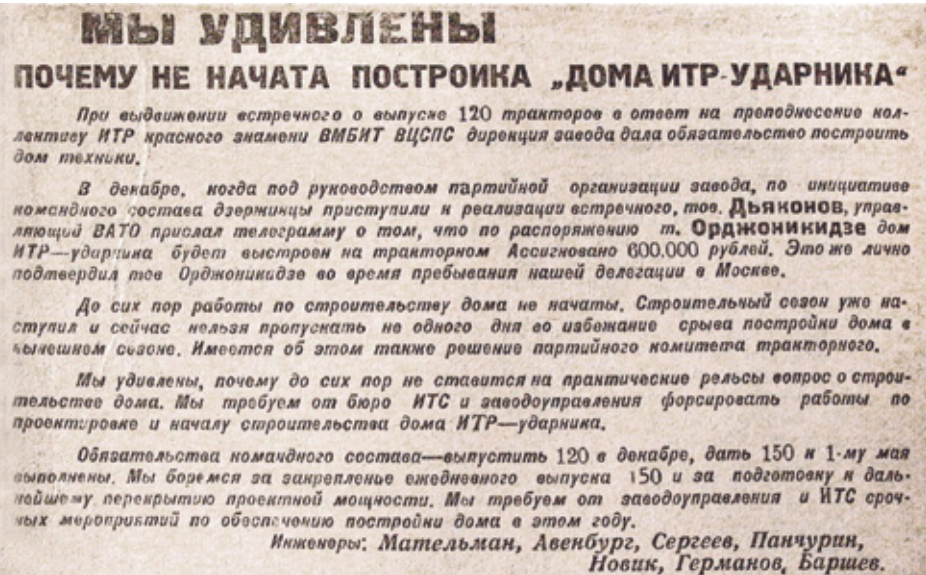 МЫ УДИВЛЕНЫ
ПОЧЕМУ НЕ НАЧАТА ПОСТРОЙКА „ДОМА ИТР-УДАРНИКА“
При выдвижении встречного о выпуске 120 тракторов в ответ на преподнесение кол-
лективу ИТР красного знамени ВМБИТ ВЦСПС дирекция завода дала обязательство построить
дом техники.
В декабре, когда под руководством партийной организации завода, по инициативе
командного состава дзержинцы приступили к реализации встречного, тов. Дьяконов, управ-
ляющий ВАТО прислал телеграмму о том, что по распоряжению т. Орджоникидзе дом
ИТР—ударника будет выстроен на тракторном Ассигновано 600.000 рублей. Это же лично
подтвердил тов Орджоникидзе во время пребывания нашей делегации в Москве.
До сих пор работы по строительству дома не начаты. Строительный сезон уже на-
ступил и сейчас нельзя пропускать не одного дня во избежание срыва постройки дома в
нынешнем сезоне. Имеется об этом также решение партийного комитета тракторного.
Мы удивлены, почему до сих пор не ставится на практические рельсы вопрос о строи-
тельстве дома. Мы требуем от бюро ИТС и заводоуправления форсировать работы по
проектировке и началу строительства дома ИТР—ударника.
Обязательства командного состава—выпустить 120 в декабре, дать 150 к 1-му мая
выполнены. Мы боремся за закрепленье ежедневного выпуска 150 и за подготовку к даль-
нейшему перекрытию проектной мощности. Мы требуем от заводоуправления и ИТС сроч-
ных мероприятий по обеспечению постройки дома в этом году.
Инженеры: Мательман, Авенбург, Сергеев, Панчурин,
Новик, Германов, Баршев.